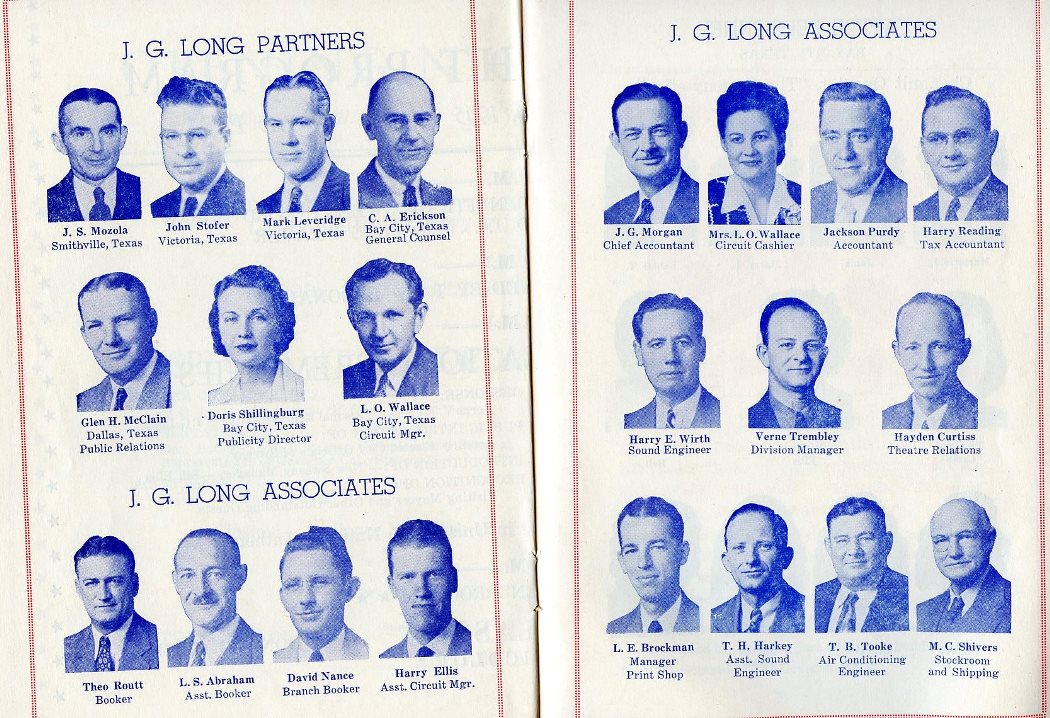 J. G. LONG PARTNERS
J. S. Mozola
Smithville, Texas
John Stofer
Victoria, Texas
Mark Leveridge
Victoria, Texas
C. A. Erickson
Bay City, Texas
General Counsel
Glen H. McClain
Dallas, Texas
Public Relations
Doris Shillingburg
Bay City, Texas
Publicity Director
L. O. Wallace
Bay City, Texas
Circuit Mgr.
J. G. LONG ASSOCIATES
Theo Routt
Booker
L. S. Abraham
Asst. Booker
David Nance
Branch Booker
Harry Ellis
Asst. Circuit Mgr.
J. G. LONG ASSOCIATES
J. G. Morgan
Chief Accountant
Mrs. L. O. Wallace
Circuit Cashier
Jackson Purdy
Accountant
Harry Reading
Tax Accountant
Harry E. Wirth
Sound Engineer
Verne Trembley
Division Manager
Hayden Curtiss
Theatre Relations
L. E. Brockman
Manager
Print Shop
T. H. Harkey
Asst. Sound
Engineer
T. B. Tooke
Air Conditioning
Engineer
M. C. Shivers
Stockroom
and Shipping